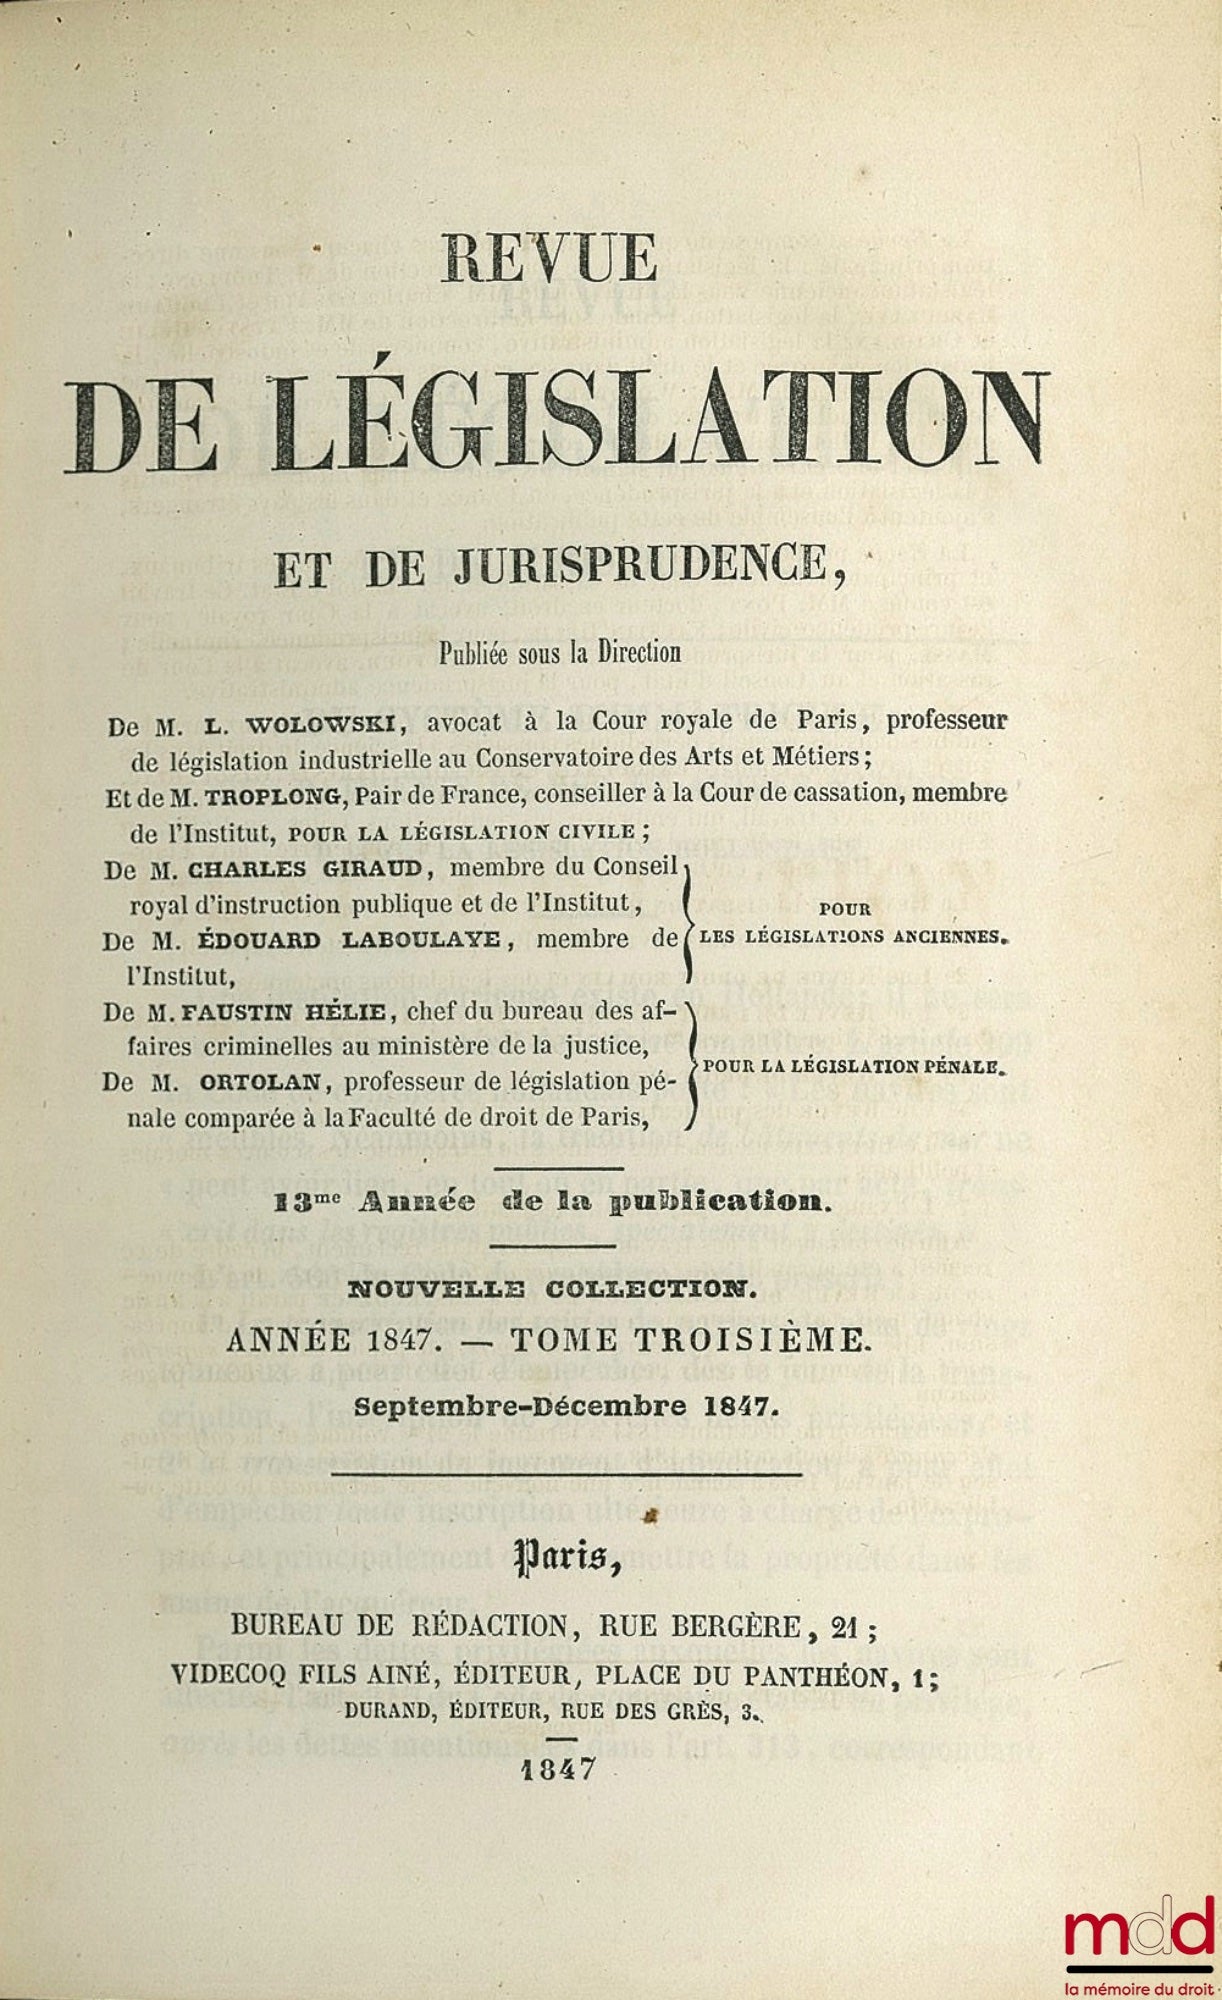 REVUE
DE LÉGISLATION
ET DE JURISPRUDENCE,
Publiée sous la Direction
De M. L. WOLOWSKI, avocat à la Cour royale de Paris, professeur
de législation industrielle au Conservatoire des Arts et Métiers;
Et de M. TROPLONG, Pair de France, conseiller à la Cour de cassation, membre
de l'Institut, POUR LA LÉGISLATION CIVILE;
De M. CHARLES GIRAUD, membre du Conseil
royal d'instruction publique et de l'Institut,
De M. ÉDOUARD LABOULAYE, membre de
l'Institut,
POUR
LES LÉGISLATIONS ANCIENNES.
De M. FAUSTIN HÉLIE, chef du bureau des af-
faires criminelles au ministère de la justice,
De M. ORTOLAN, professeur de législation pé-
nale comparée à la Faculté de droit de Paris,
POUR LA LÉGISLATION PÉNALE.
13me Année de la publication.
NOUVELLE COLLECTION.
ANNÉE 1847. — TOME TROISIÈME.
Septembre-Décembre 1847.
Paris,
BUREAU DE RÉDACTION, RUE BERGÈRE, 21;
VIDECOQ FILS AINÉ, ÉDITEUR, PLACE DU PANTHÉON, 1;
DURAND, ÉDITEUR, RUE DES GRÈS, 3.
1847
mdd
la mémoire du droit